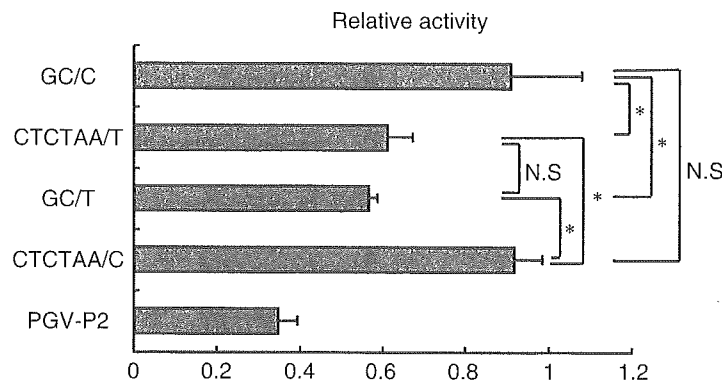 Relative activity
GC/C
CTCTAA/T
GC/T
CTCTAA/C
PGV-P2
*
*
N.S
N.S
*
*
0 0.2 0.4 0.6 0.8 1 1.2